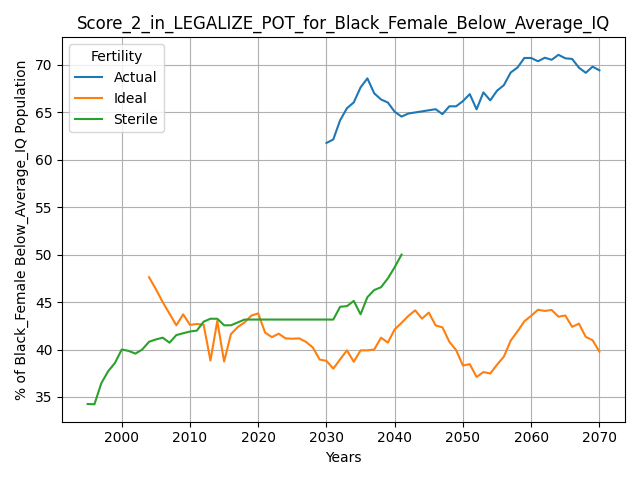 Score_2_in_LEGALIZE_POT_for_Black_Female_Below_Average_IQ
% of Black_Female Below_Average_IQ Population
Fertility
Actual
Ideal
Sterile
70
65
60
55
50
45
40
35
2000 2010 2020 2030 2040 2050 2060 2070
Years